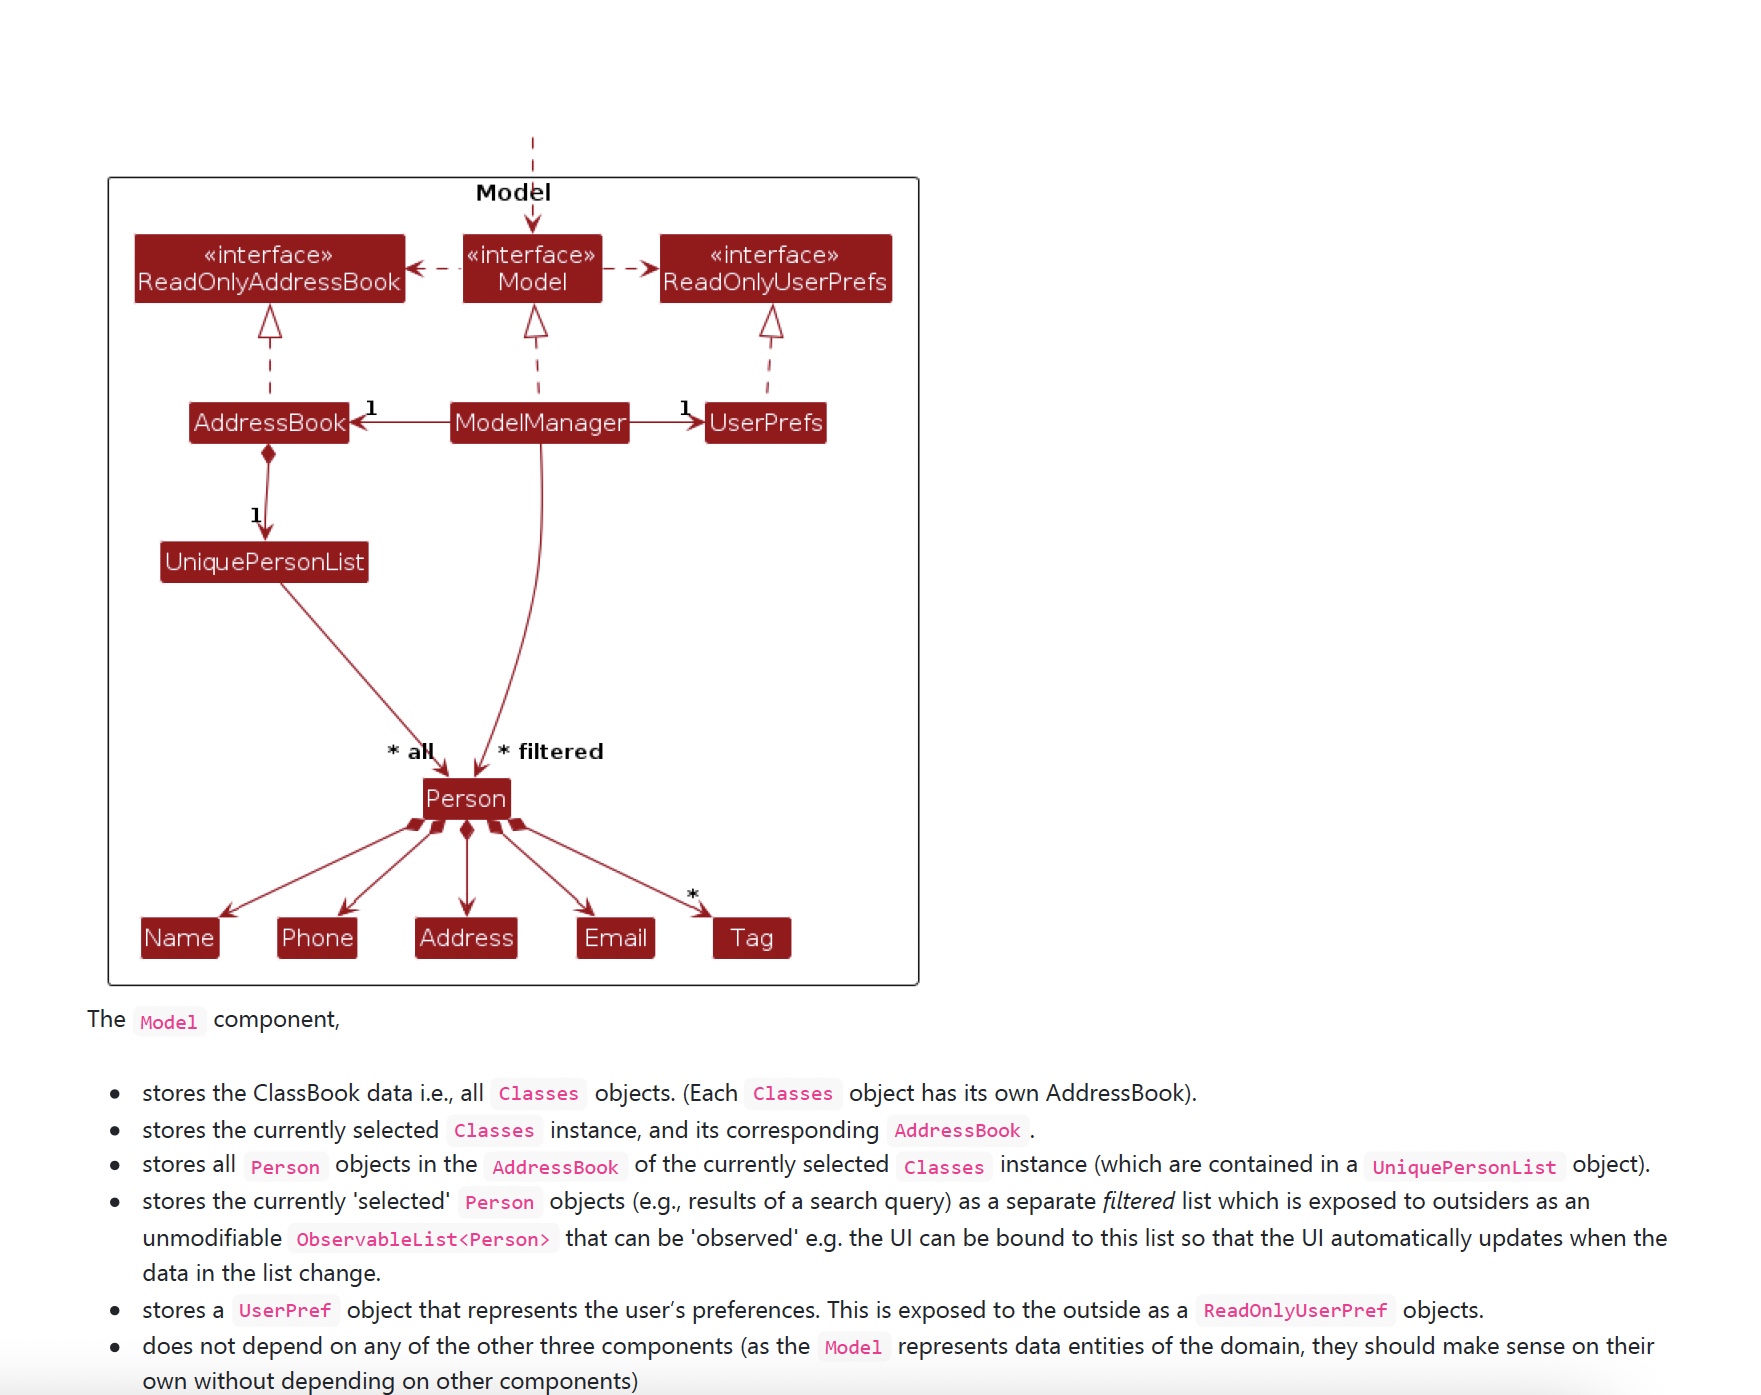 Model
«interface»
ReadOnlyAddressBook
«interface»
Model
«interface»
ReadOnlyUserPrefs
AddressBook
1
ModelManager
1
UserPrefs
1
UniquePersonList
* all
* filtered
Person
*
Name
Phone
Address
Email
Tag
The Model component,
• stores the ClassBook data i.e., all Classes objects. (Each Classes object has its own AddressBook).
• stores the currently selected Classes instance, and its corresponding AddressBook .
• stores all Person objects in the AddressBook of the currently selected Classes instance (which are contained in a UniquePersonList object).
• stores the currently 'selected' Person objects (e.g., results of a search query) as a separate filtered list which is exposed to outsiders as an
unmodifiable ObservableList<Person> that can be 'observed' e.g. the UI can be bound to this list so that the UI automatically updates when the
data in the list change.
• stores a UserPref object that represents the user’s preferences. This is exposed to the outside as a ReadOnlyUserPref objects.
• does not depend on any of the other three components (as the Model represents data entities of the domain, they should make sense on their
own without depending on other components)